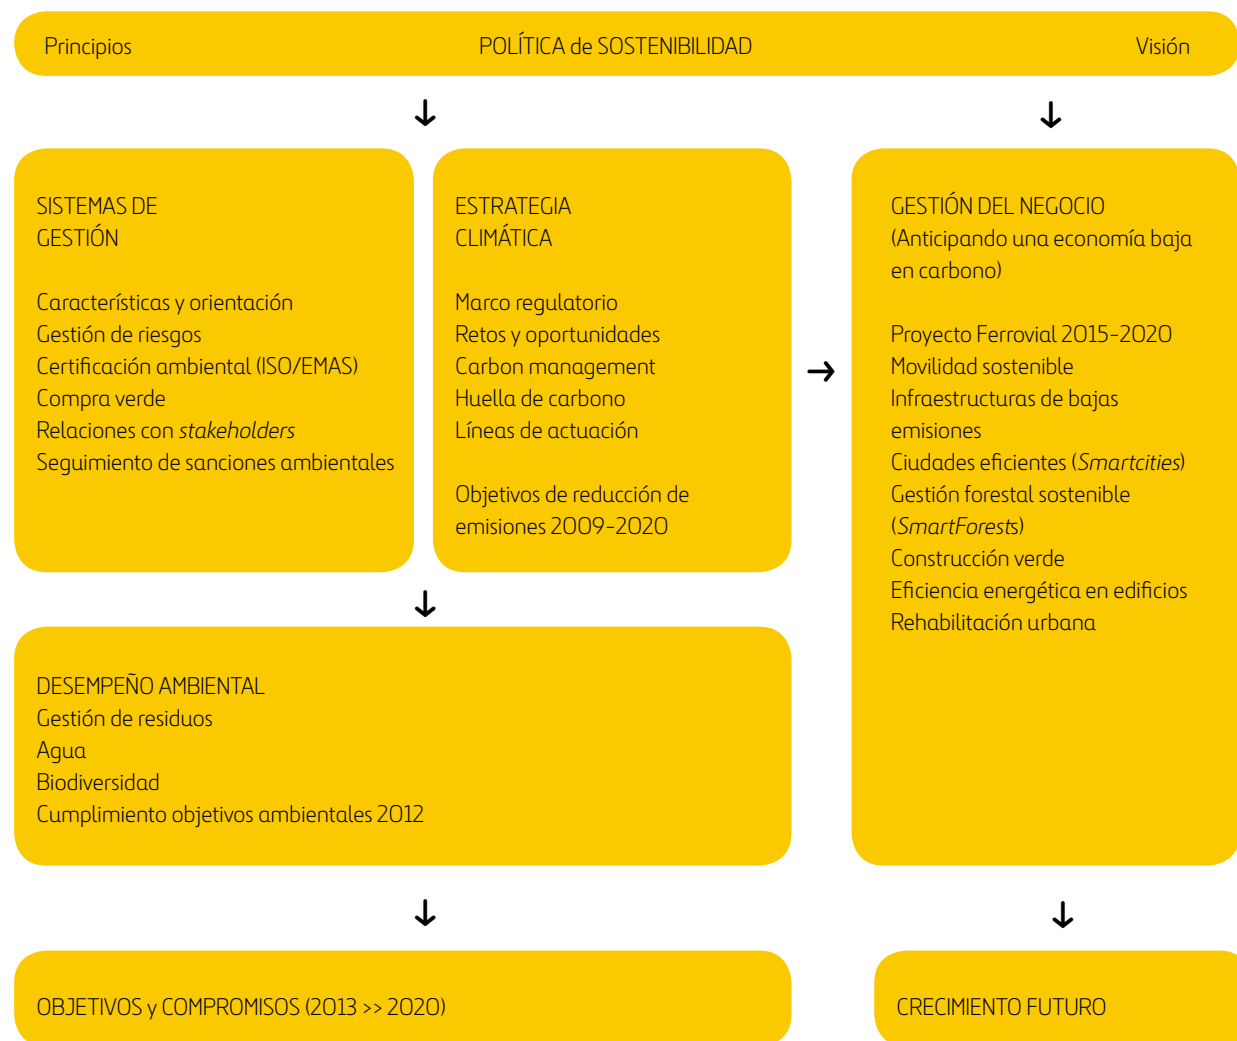 Principios POLÍTICA de SOSTENIBILIDAD Visión
↓ ↓
SISTEMAS DE
GESTIÓN
Características y orientación
Gestión de riesgos
Certificación ambiental (ISO/EMAS)
Compra verde
Relaciones con stakeholders
Seguimiento de sanciones ambientales
ESTRATEGIA
CLIMÁTICA
Marco regulatorio
Retos y oportunidades
Carbon management
Huella de carbono
Líneas de actuación
Objetivos de reducción de
emisiones 2009-2020
→
GESTIÓN DEL NEGOCIO
(Anticipando una economía baja
en carbono)
Proyecto Ferrovial 2015-2020
Movilidad sostenible
Infraestructuras de bajas
emisiones
Ciudades eficientes (Smartcities)
Gestión forestal sostenible
(SmartForests)
Construcción verde
Eficiencia energética en edificios
Rehabilitación urbana
↓
DESEMPEÑO AMBIENTAL
Gestión de residuos
Agua
Biodiversidad
Cumplimiento objetivos ambientales 2012
↓ ↓
OBJETIVOS y COMPROMISOS (2013 >> 2020)
CRECIMIENTO FUTURO